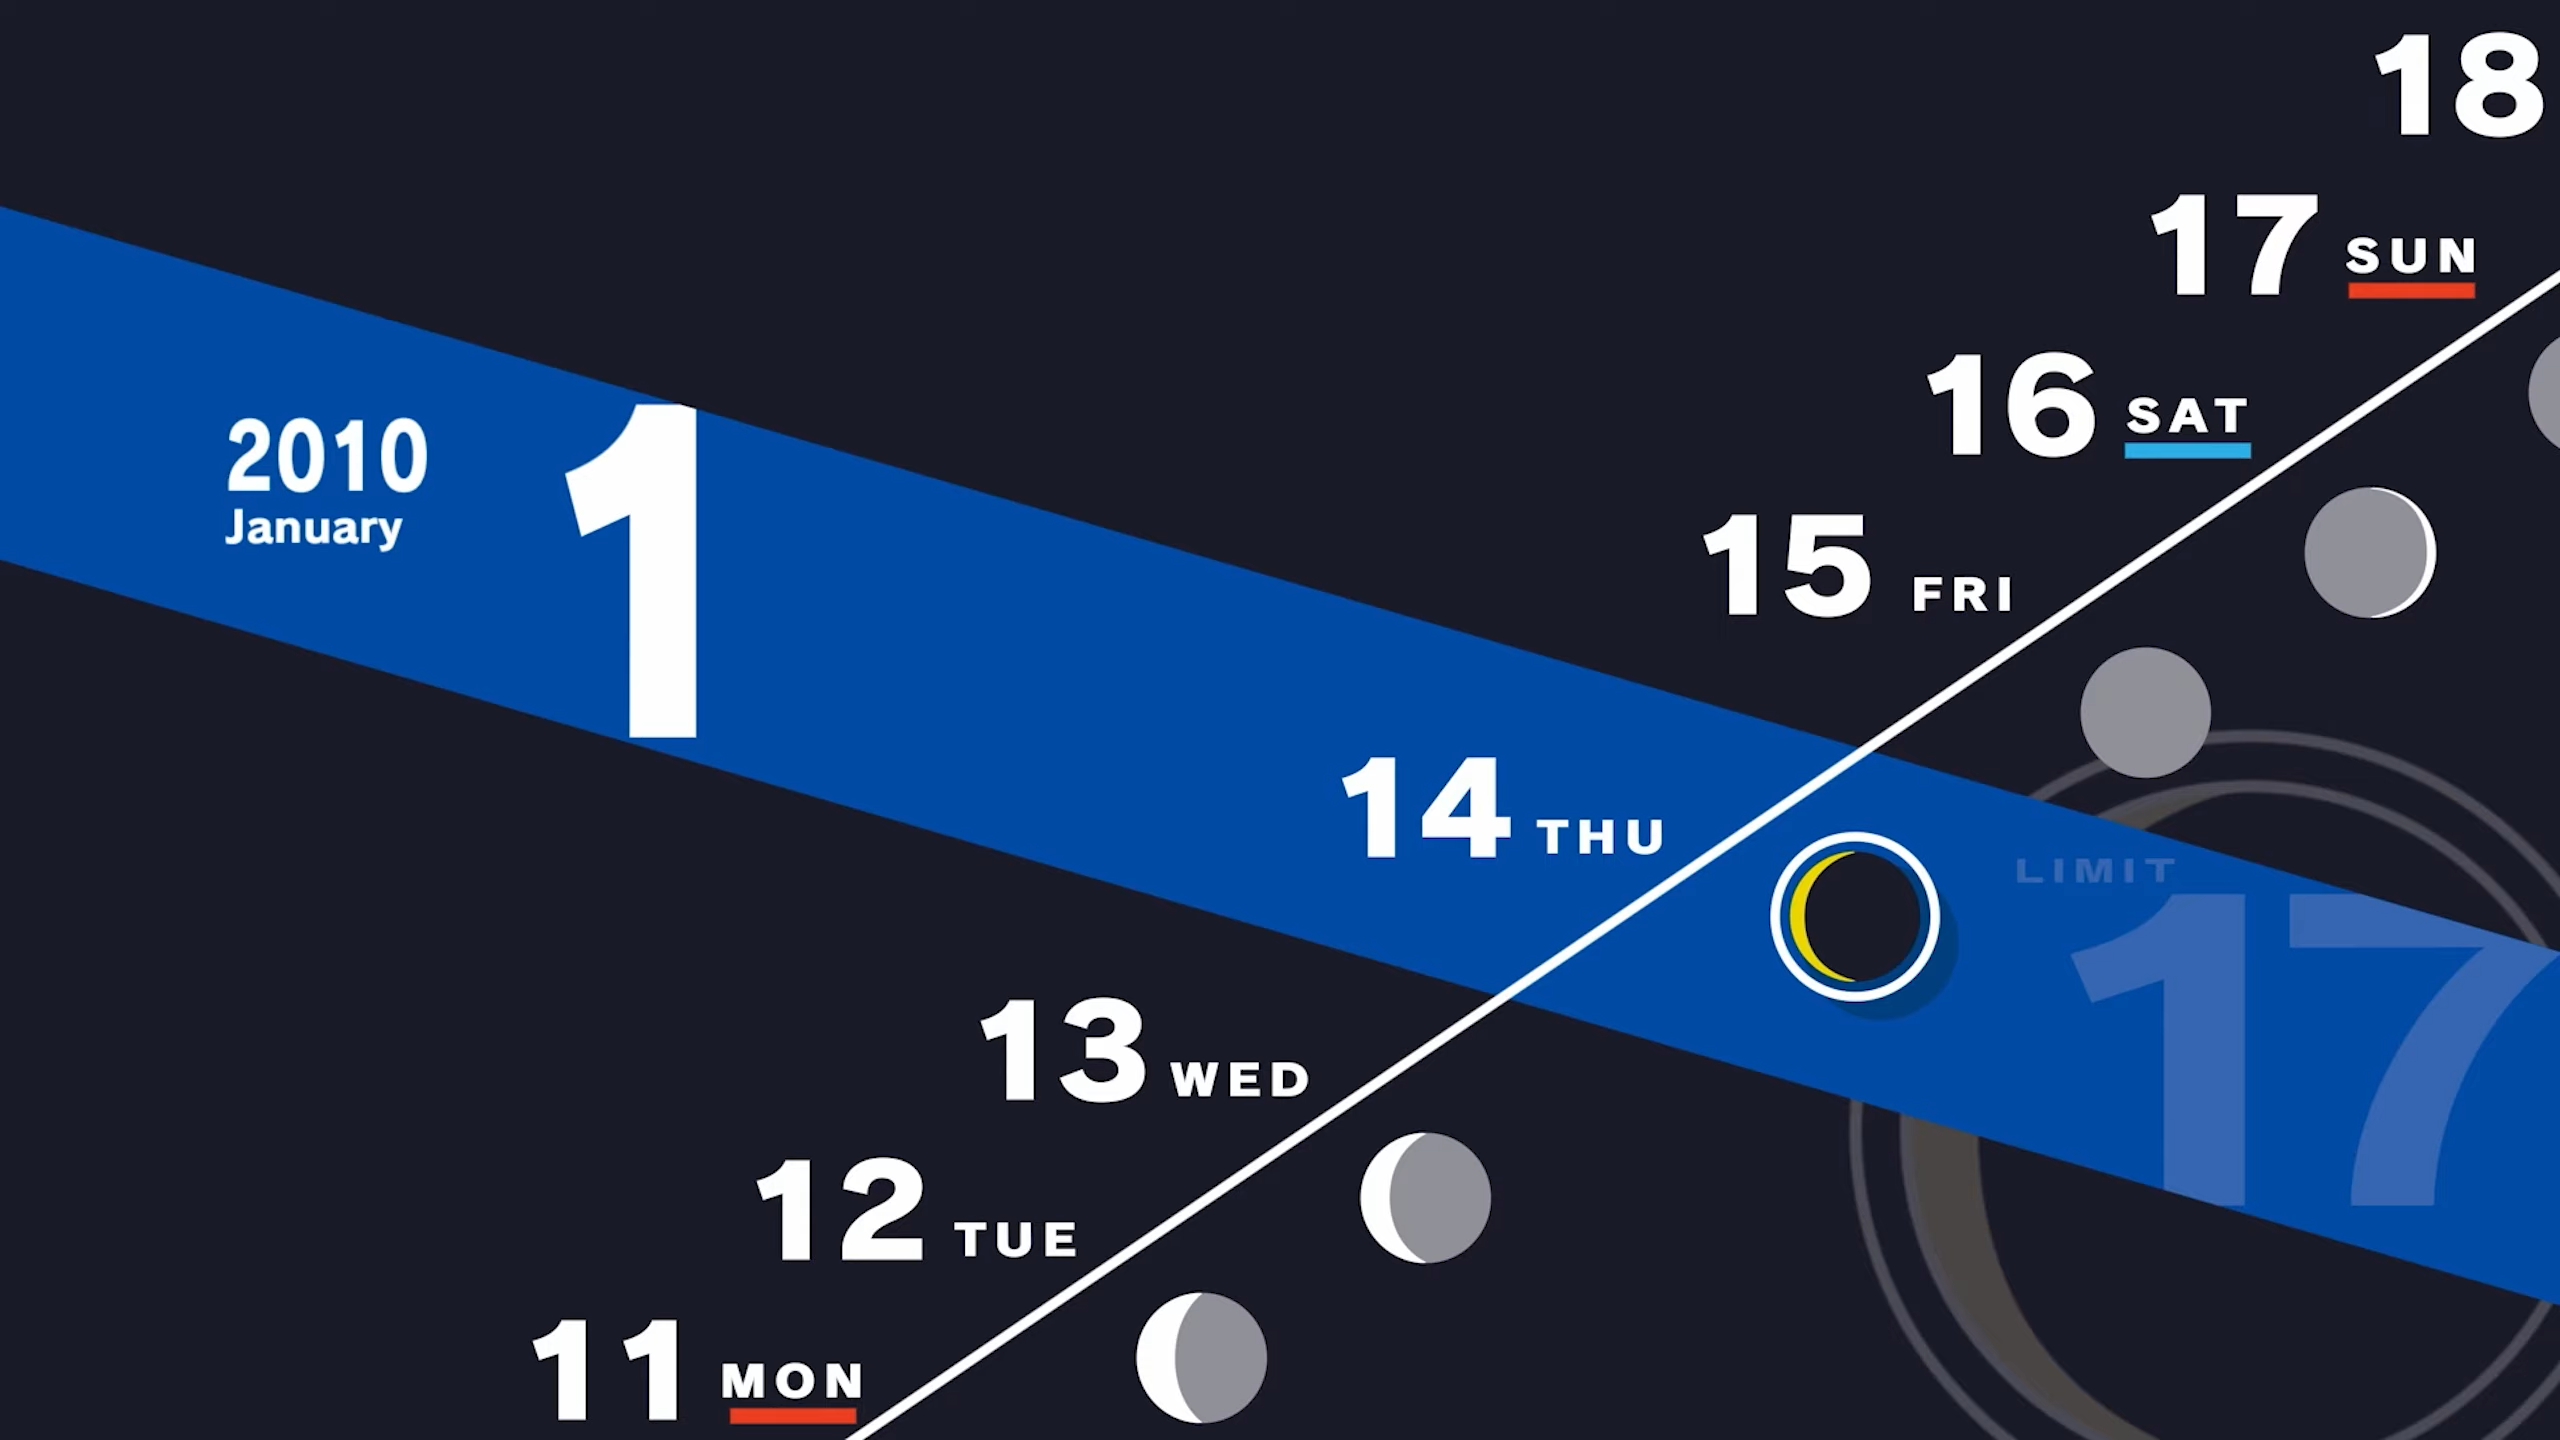 18
17 SUN
16 SAT
15 FRI
2010
January
1
14 THU
LIMIT
17
13 WED
12 TUE
11 MON